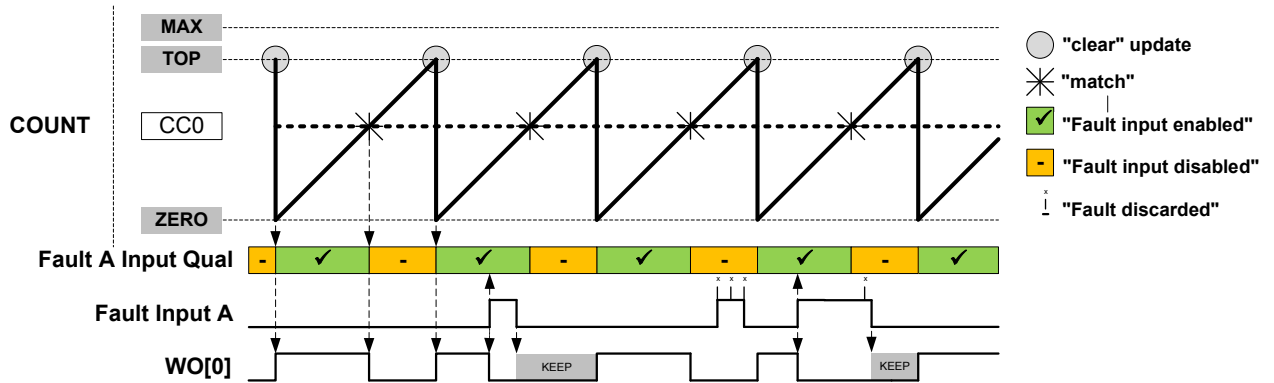 MAX
TOP
COUNT
CC0
ZERO
"clear" update
"match"
✓ "Fault input enabled"
- "Fault input disabled"
x
"Fault discarded"
Fault A Input Qual - ✓ - ✓ - ✓ - ✓ - ✓
x x x x
Fault Input A
WO[0] KEEP KEEP